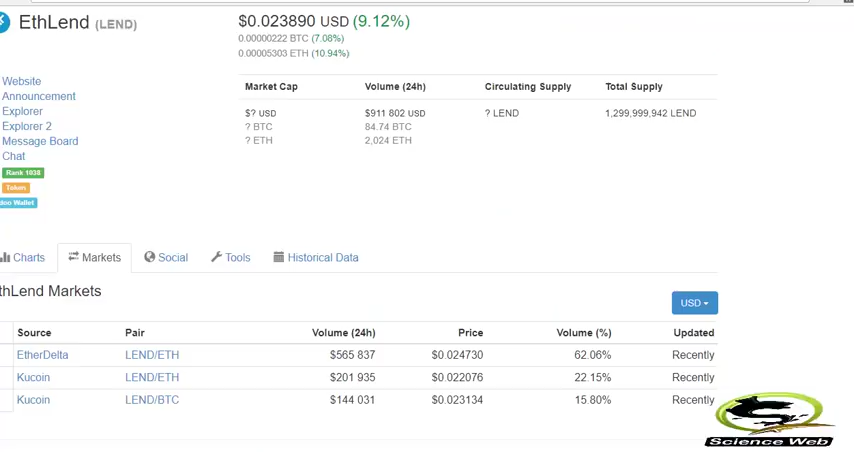 EthLend (LEND)
$0.023890 USD (9.12%)
0.00000222 BTC (7.08%)
0.00005303 ETH (10.94%)
Website
Announcement
Explorer
Explorer 2
Message Board
Chat
Rank 1038
Token
Wallet
Market Cap Volume (24h) Circulating Supply Total Supply
$? USD $911 802 USD ? LEND 1,299,999,942 LEND
? BTC 84.74 BTC
? ETH 2,024 ETH
Charts Markets Social Tools Historical Data
thLend Markets
USD
Source Pair Volume (24h) Price Volume (%) Updated
EtherDelta LEND/ETH $565 837 $0.024730 62.06% Recently
Kucoin LEND/ETH $201 935 $0.022076 22.15% Recently
Kucoin LEND/BTC $144 031 $0.023134 15.80% Recently
Science Web